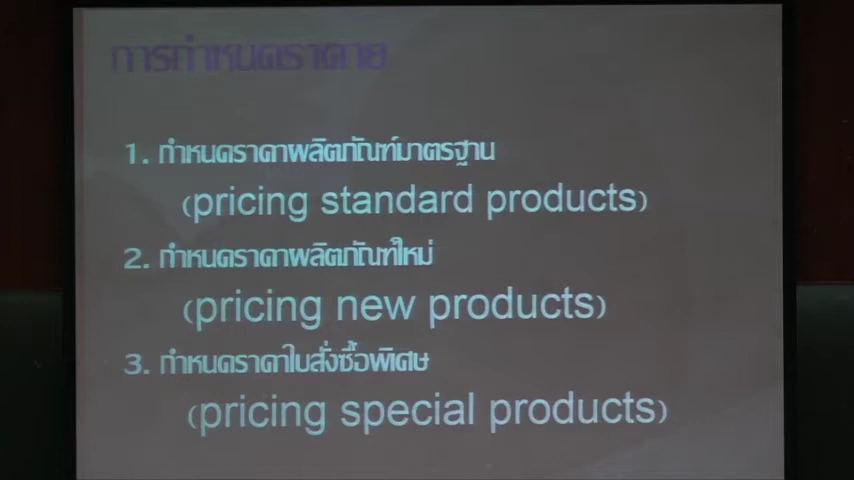 การกำหนดราคาขาย
1. กำหนดราคาผลิตภัณฑ์มาตรฐาน
(pricing standard products)
2. กำหนดราคาผลิตภัณฑ์ใหม่
(pricing new products)
3. กำหนดราคาใบสั่งซื้อพิเศษ
(pricing special products)